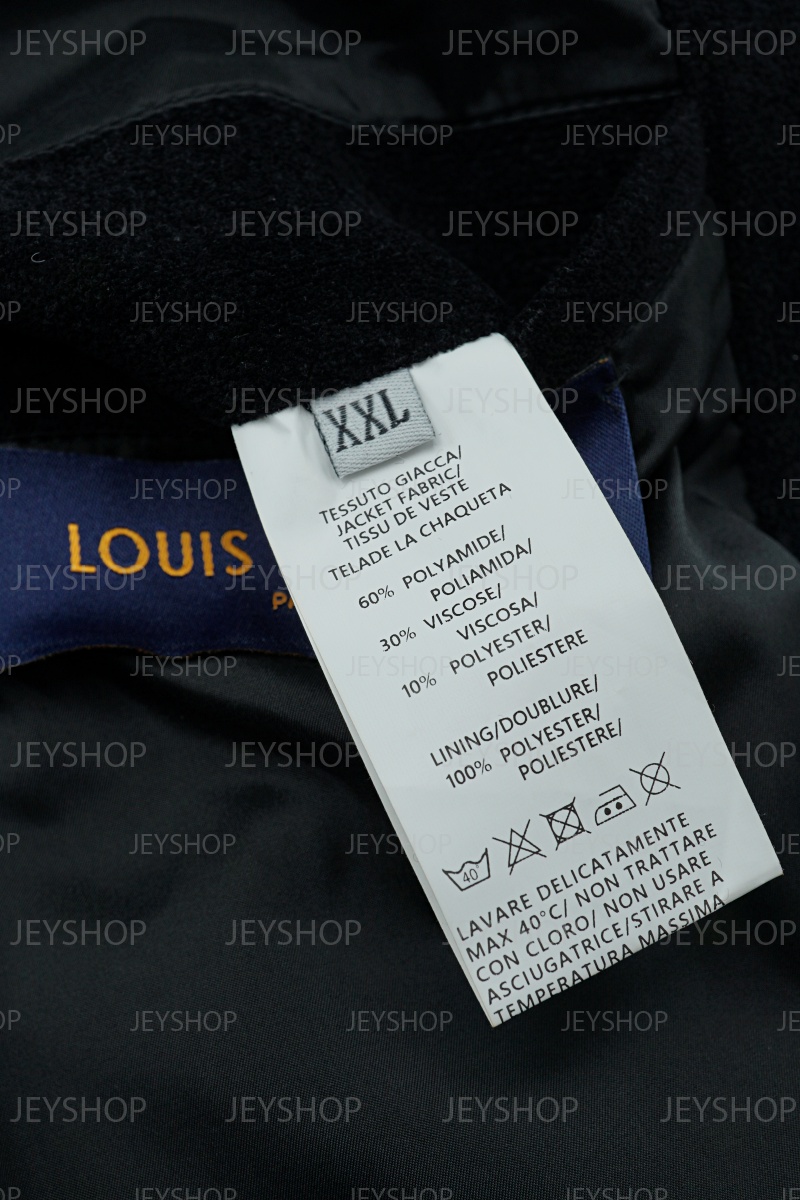 XXL
TESSUTO GIACCA/
JACKET FABRIC/
TISSU DE VESTE
TELADE LA CHAQUETA
60% POLYAMIDE/
POLIAMIDA/
30% VISCOSE/
VISCOSA/
10% POLYESTER/
POLIESTERE
LINING/DOUBLURE/
100% POLYESTER/
POLIESTERE/
40°
LAVARE DELICATAMENTE
MAX 40°C/ NON TRATTARE
CON CLORO/ NON USARE
ASCIUGATRICE/STIRARE A
TEMPERATURA MASSIMA
LOUIS
JEYSHOP